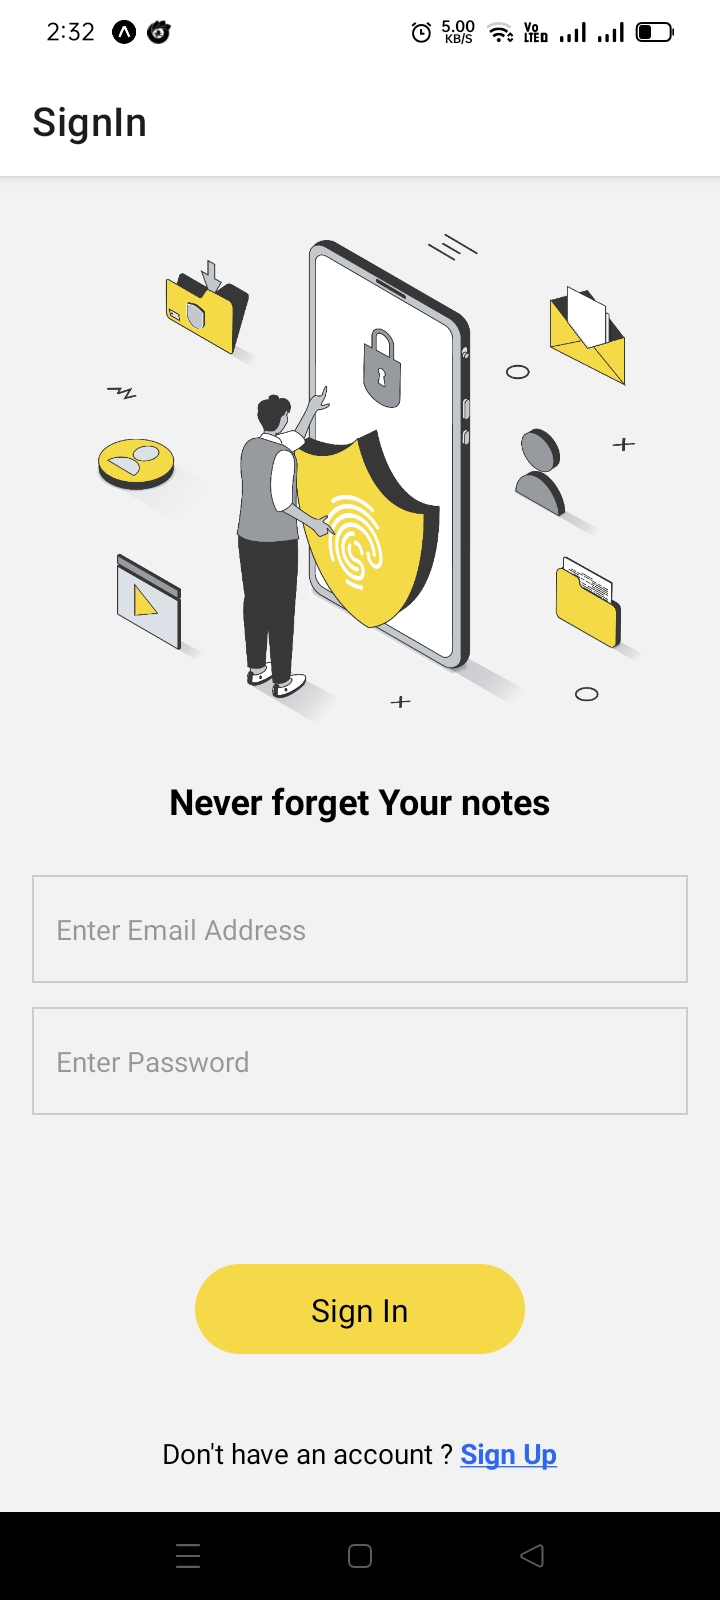 2:32 5.00 KB/S Vo LTE
SignIn
Never forget Your notes
Enter Email Address
Enter Password
Sign In
Don't have an account ? Sign Up